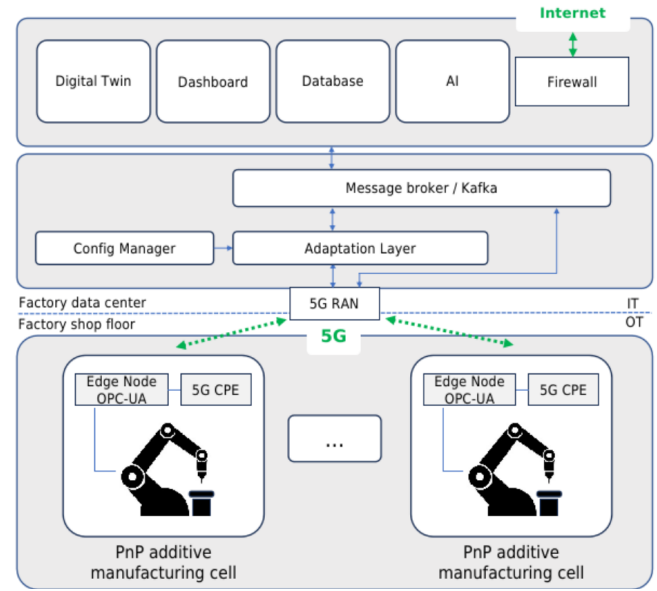 Internet
Digital Twin
Dashboard
Database
AI
Firewall
Message broker / Kafka
Config Manager
Adaptation Layer
Factory data center
5G RAN
IT
Factory shop floor
5G
OT
Edge Node
OPC-UA
5G CPE
...
Edge Node
OPC-UA
5G CPE
PnP additive
manufacturing cell
PnP additive
manufacturing cell